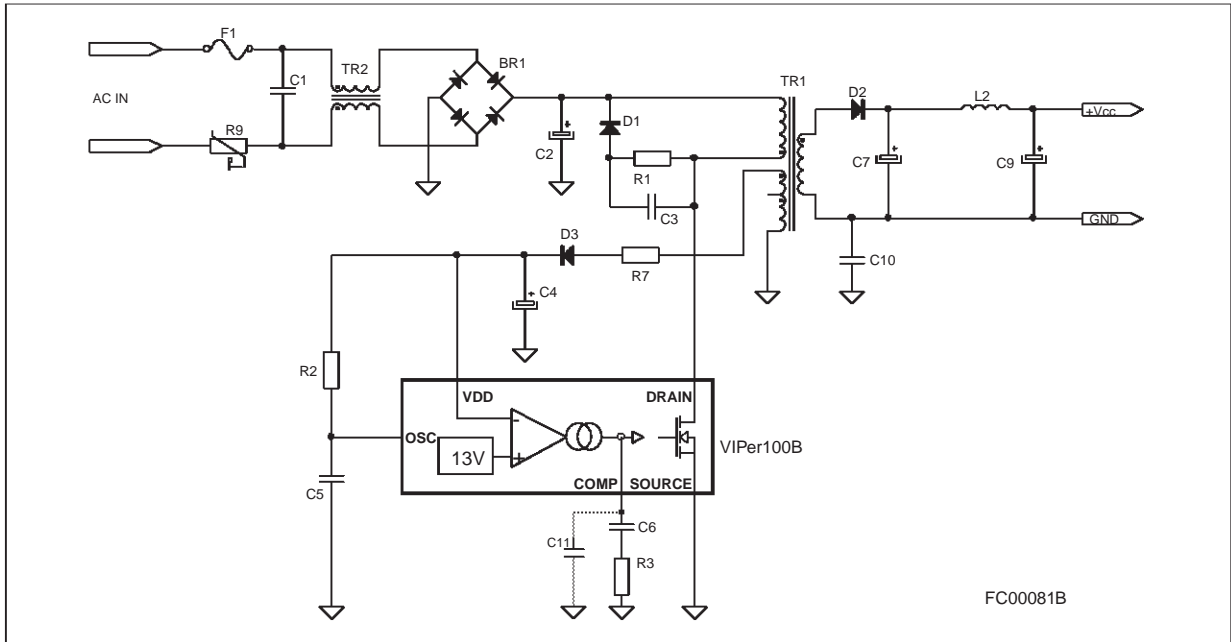 F1
TR2
BR1
C1
AC IN
R9
TR1
D2
L2
+Vcc
D1
C2
+
R1
C7
+
C9
+
C3
GND
D3
R7
C10
C4
+
R2
VDD
DRAIN
OSC
-
13V
+
VIPer100B
COMP
SOURCE
C5
C6
C11
R3
FC00081B